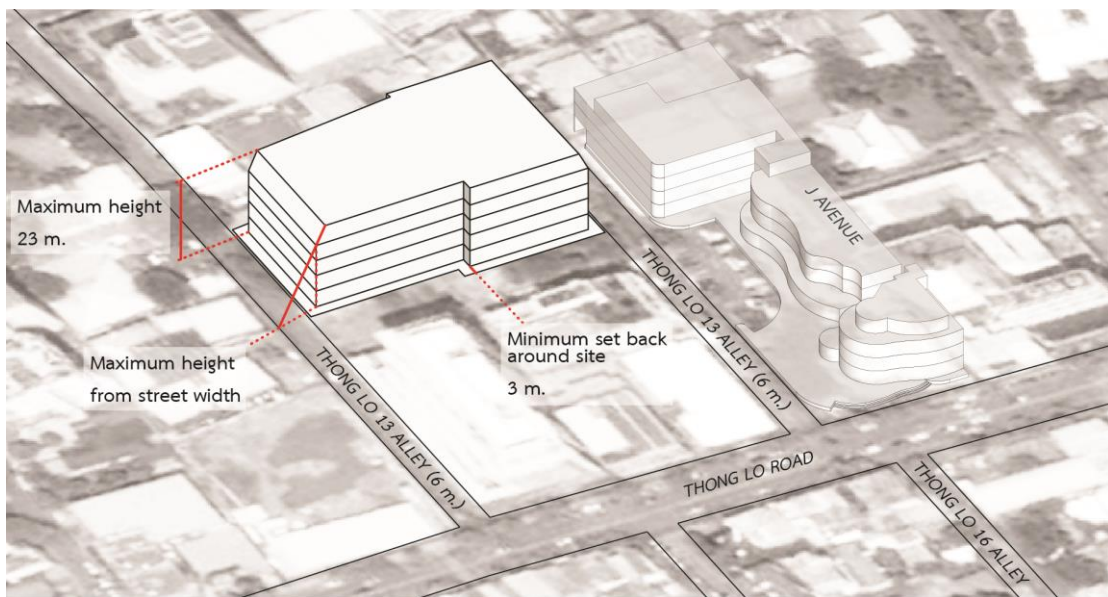 Maximum height
23 m.
Maximum height
from street width
Minimum set back
around site
3 m.
J AVENUE
THONG LO 13 ALLEY (6 m.)
THONG LO 13 ALLEY (6 m.)
THONG LO ROAD
THONG LO 16 ALLEY